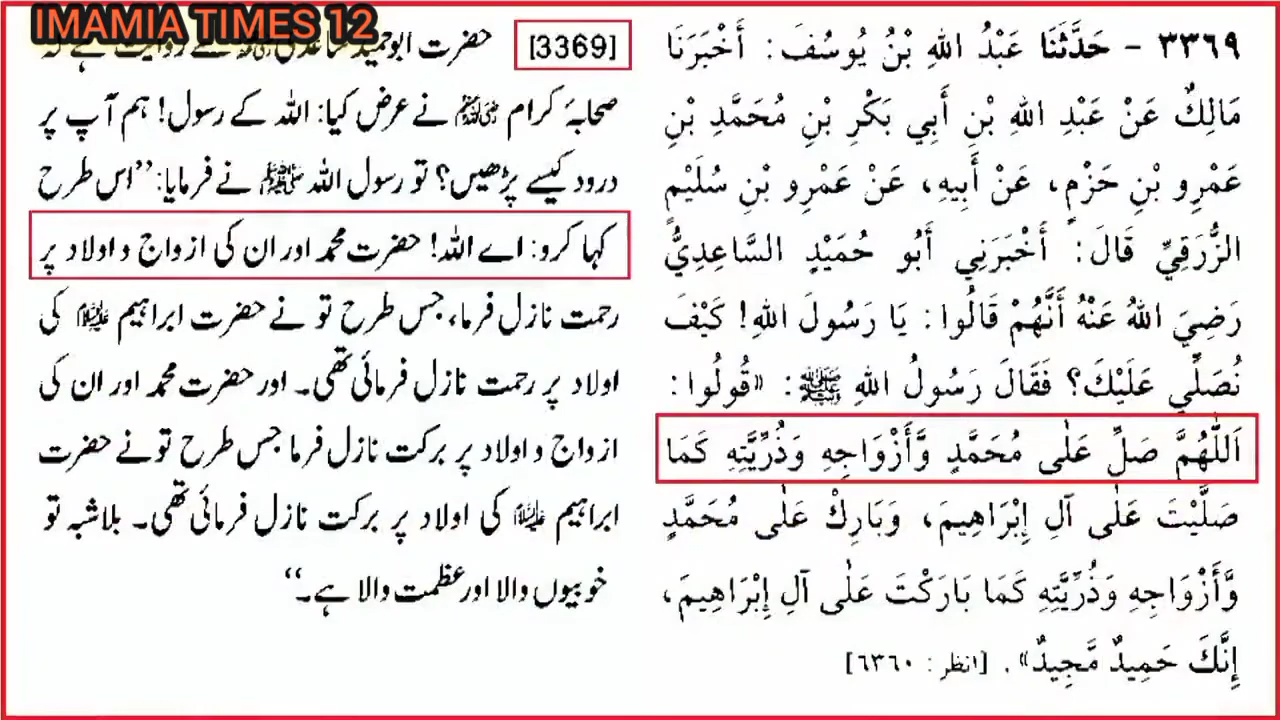 IMAMIA TIMES 12
٣٣٦٩ - حَدَّثَنَا عَبْدُ اللهِ بْنُ يُوسُفَ: أَخْبَرَنَا
مَالِكٌ عَنْ عَبْدِ اللهِ بْنِ أَبِي بَكْرِ بْنِ مُحَمَّدِ بْنِ
عَمْرِو بْنِ حَزْمٍ، عَنْ أَبِيهِ، عَنْ عَمْرِو بْنِ سُلَيْمٍ
الزُّرَقِيِّ قَالَ: أَخْبَرَنِي أَبُو حُمَيْدٍ السَّاعِدِيُّ
رَضِيَ اللهُ عَنْهُ أَنَّهُمْ قَالُوا: يَا رَسُولَ اللهِ! كَيْفَ
نُصَلِّي عَلَيْكَ؟ فَقَالَ رَسُولُ اللهِ ﷺ: «قُولُوا:
اَللّٰهُمَّ صَلِّ عَلٰى مُحَمَّدٍ وَّأَزْوَاجِهِ وَذُرِّيَّتِهِ كَمَا
صَلَّيْتَ عَلٰى آلِ إِبْرَاهِيمَ، وَبَارِكْ عَلٰى مُحَمَّدٍ
وَّأَزْوَاجِهِ وَذُرِّيَّتِهِ كَمَا بَارَكْتَ عَلٰى آلِ إِبْرَاهِيمَ،
إِنَّكَ حَمِيدٌ مَّجِيدٌ». [انظر: ٦٣٦٠]
[3369] حضرت ابوحمید ساعدی سے روایت ہے کہ
صحابۂ کرام نے عرض کیا: اللہ کے رسول! ہم آپ پر
درود کیسے پڑھیں؟ تو رسول اللہ ﷺ نے فرمایا: ”اس طرح
کہا کرو: اے اللہ! حضرت محمد اور ان کی ازواج و اولاد پر
رحمت نازل فرما، جس طرح تو نے حضرت ابراہیم علیہ السلام کی
اولاد پر رحمت نازل فرمائی تھی۔ اور حضرت محمد اور ان کی
ازواج و اولاد پر برکت نازل فرما جس طرح تو نے حضرت
ابراہیم علیہ السلام کی اولاد پر برکت نازل فرمائی تھی۔ بلاشبہ تو
خوبیوں والا اور عظمت والا ہے۔“